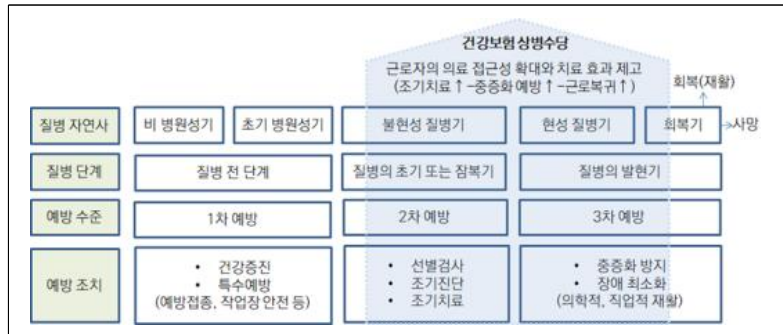 건강보험 상병수당
근로자의 의료 접근성 확대와 치료 효과 제고
(조기치료↑-중증화 예방↑-근로복귀↑)
회복(재활)
질병 자연사
비 병원성기
초기 병원성기
불현성 질병기
현성 질병기
회복기
사망
질병 단계
질병 전 단계
질병의 초기 또는 잠복기
질병의 발현기
예방 수준
1차 예방
2차 예방
3차 예방
예방 조치
• 건강증진
• 특수예방
(예방접종, 작업장 안전 등)
• 선별검사
• 조기진단
• 조기치료
• 중증화 방지
• 장애 최소화
(의학적, 직업적 재활)